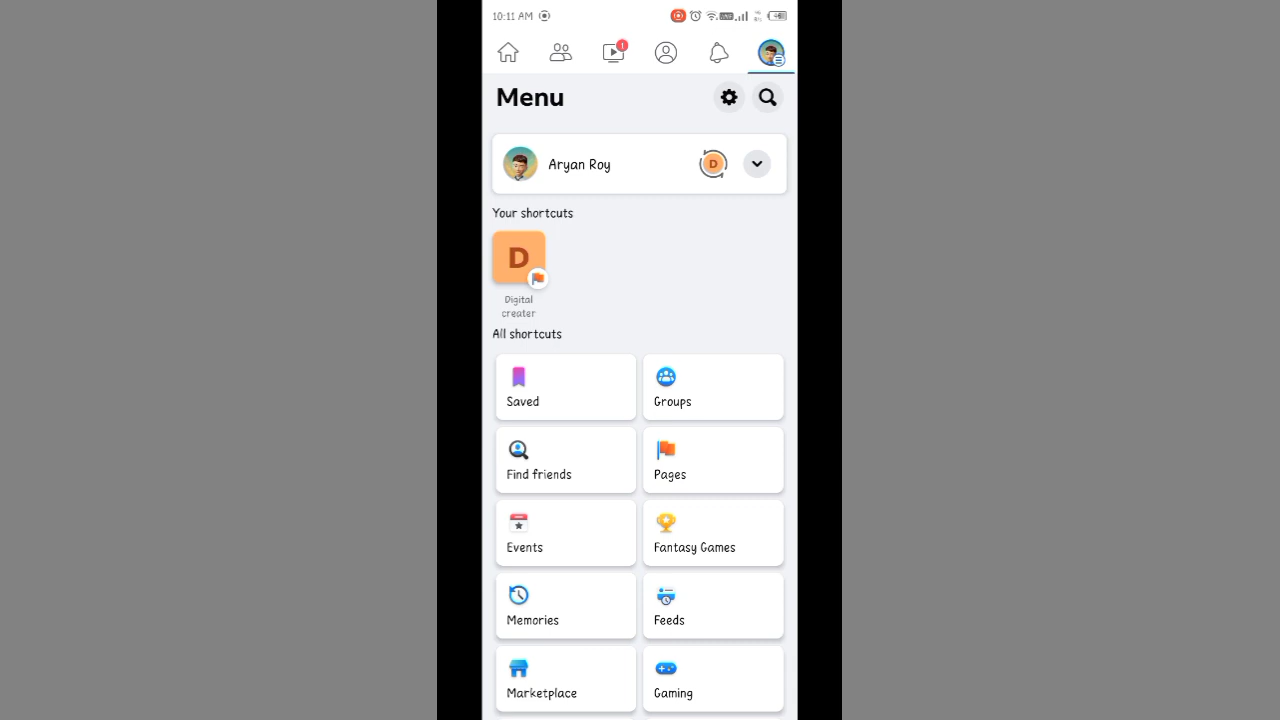 10:11 AM
1
Menu
Aryan Roy
D
Your shortcuts
D
Digital
creater
All shortcuts
Saved
Groups
Find friends
Pages
Events
Fantasy Games
Memories
Feeds
Marketplace
Gaming